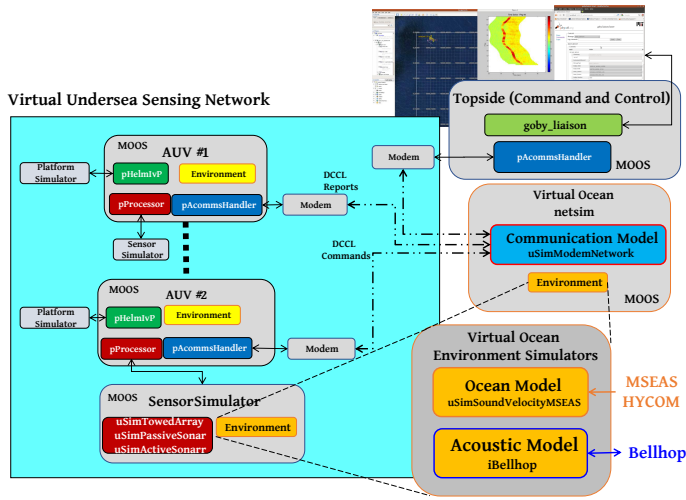 Virtual Undersea Sensing Network
Topside (Command and Control)
goby_liaison
pAcommsHandler
MOOS
Modem
MOOS
AUV #1
Platform
Simulator
pHelmIvP
Environment
pProcessor
pAcommsHandler
Modem
DCCL
Reports
Sensor
Simulator
DCCL
Commands
Virtual Ocean
netsim
Communication Model
uSimModemNetwork
Environment
MOOS
MOOS
AUV #2
Platform
Simulator
pHelmIvP
Environment
pProcessor
pAcommsHandler
Modem
MOOS
SensorSimulator
uSimTowedArray
uSimPassiveSonar
uSimActiveSonarr
Environment
Virtual Ocean
Environment Simulators
Ocean Model
uSimSoundVelocityMSEAS
MSEAS
HYCOM
Acoustic Model
iBellhop
Bellhop